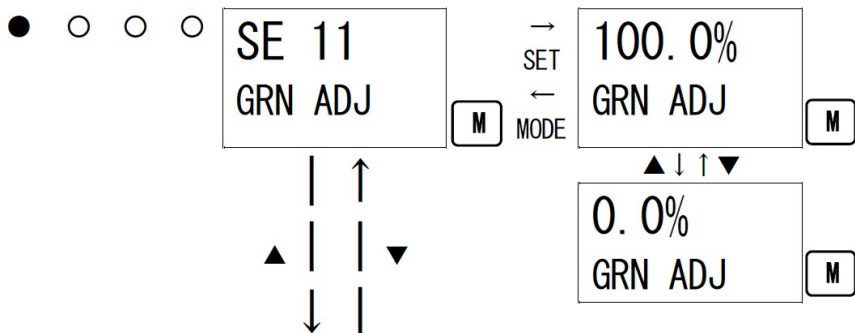 SE 11
GRN ADJ
M
→
SET
←
MODE
100.0%
GRN ADJ
M
▲↓↑▼
0.0%
GRN ADJ
M
▲
▼